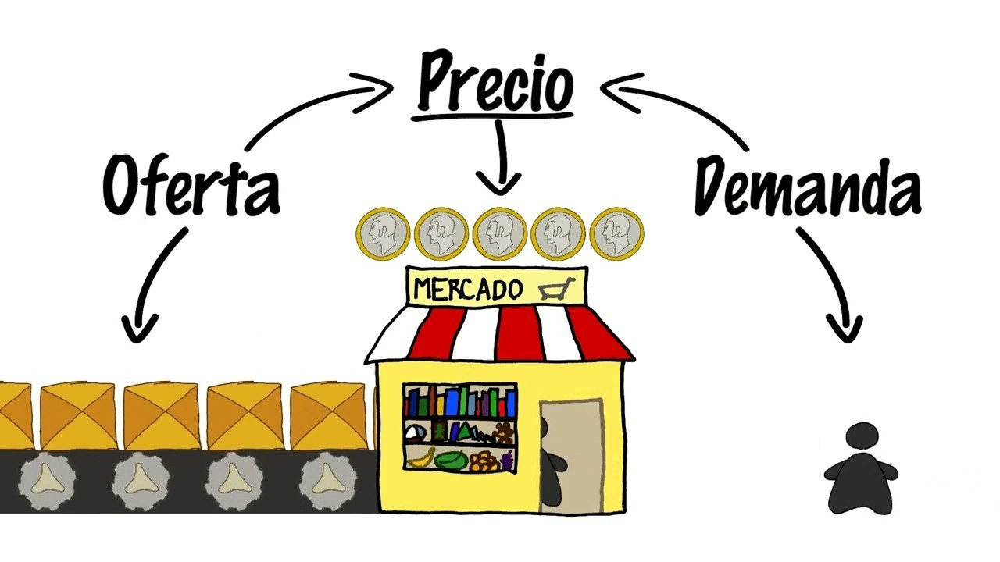 Precio
Oferta
Demanda
MERCADO